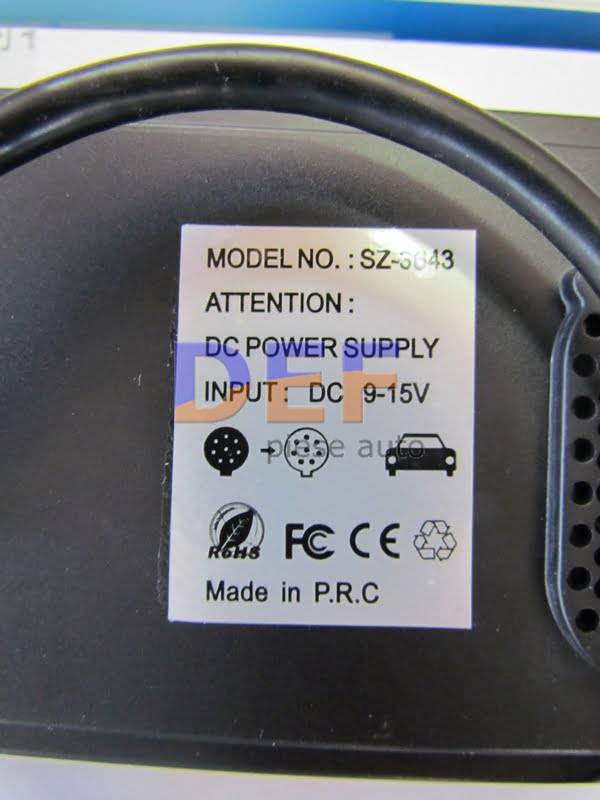 MODEL NO. : SZ-6643
ATTENTION :
DC POWER SUPPLY
INPUT : DC 9-15V
DEF
piese auto
RoHS FC CE
Made in P.R.C